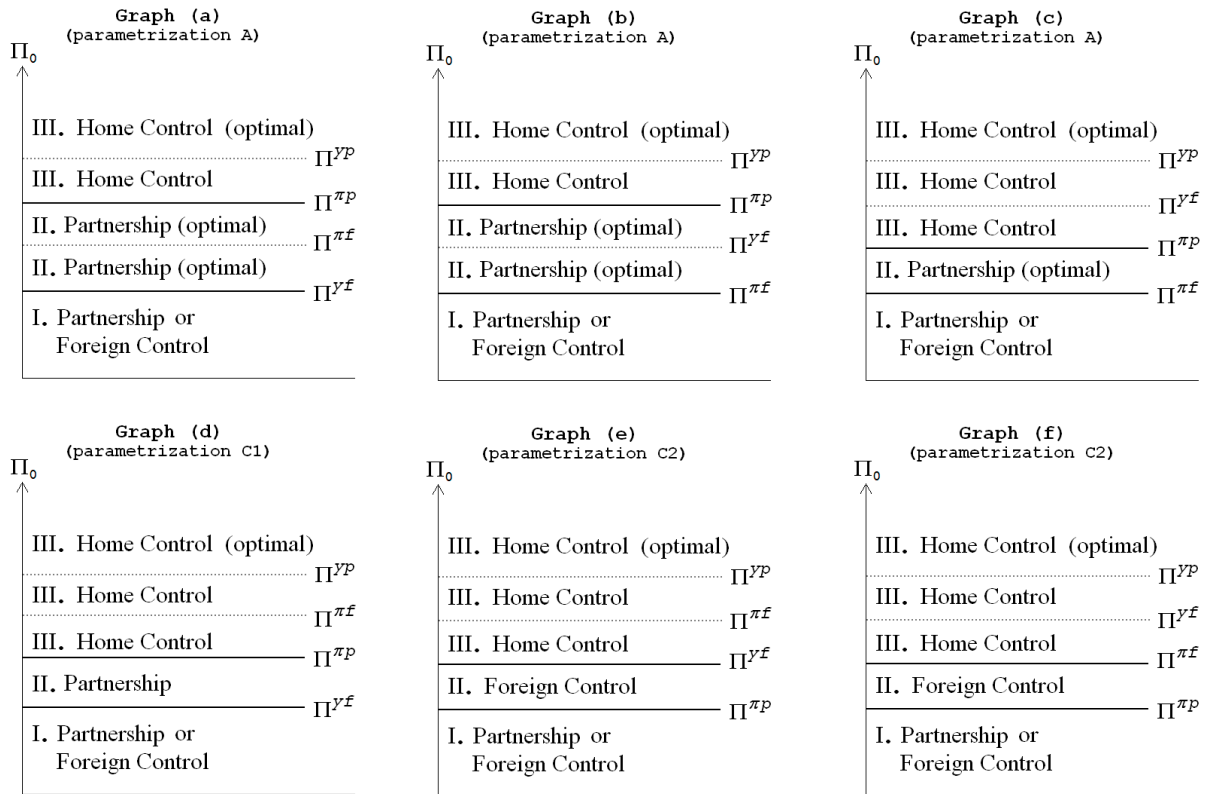 Graph (a)
(parametrization A)
Π₀
III. Home Control (optimal)
Π^yp
III. Home Control
Π^πp
II. Partnership (optimal)
Π^πf
II. Partnership (optimal)
Π^yf
I. Partnership or
Foreign Control
Graph (b)
(parametrization A)
Π₀
III. Home Control (optimal)
Π^yp
III. Home Control
Π^πp
II. Partnership (optimal)
Π^yf
II. Partnership (optimal)
Π^πf
I. Partnership or
Foreign Control
Graph (c)
(parametrization A)
Π₀
III. Home Control (optimal)
Π^yp
III. Home Control
Π^yf
III. Home Control
Π^πp
II. Partnership (optimal)
Π^πf
I. Partnership or
Foreign Control
Graph (d)
(parametrization C1)
Π₀
III. Home Control (optimal)
Π^yp
III. Home Control
Π^πf
III. Home Control
Π^πp
II. Partnership
Π^yf
I. Partnership or
Foreign Control
Graph (e)
(parametrization C2)
Π₀
III. Home Control (optimal)
Π^yp
III. Home Control
Π^πf
III. Home Control
Π^yf
II. Foreign Control
Π^πp
I. Partnership or
Foreign Control
Graph (f)
(parametrization C2)
Π₀
III. Home Control (optimal)
Π^yp
III. Home Control
Π^yf
III. Home Control
Π^πf
II. Foreign Control
Π^πp
I. Partnership or
Foreign Control